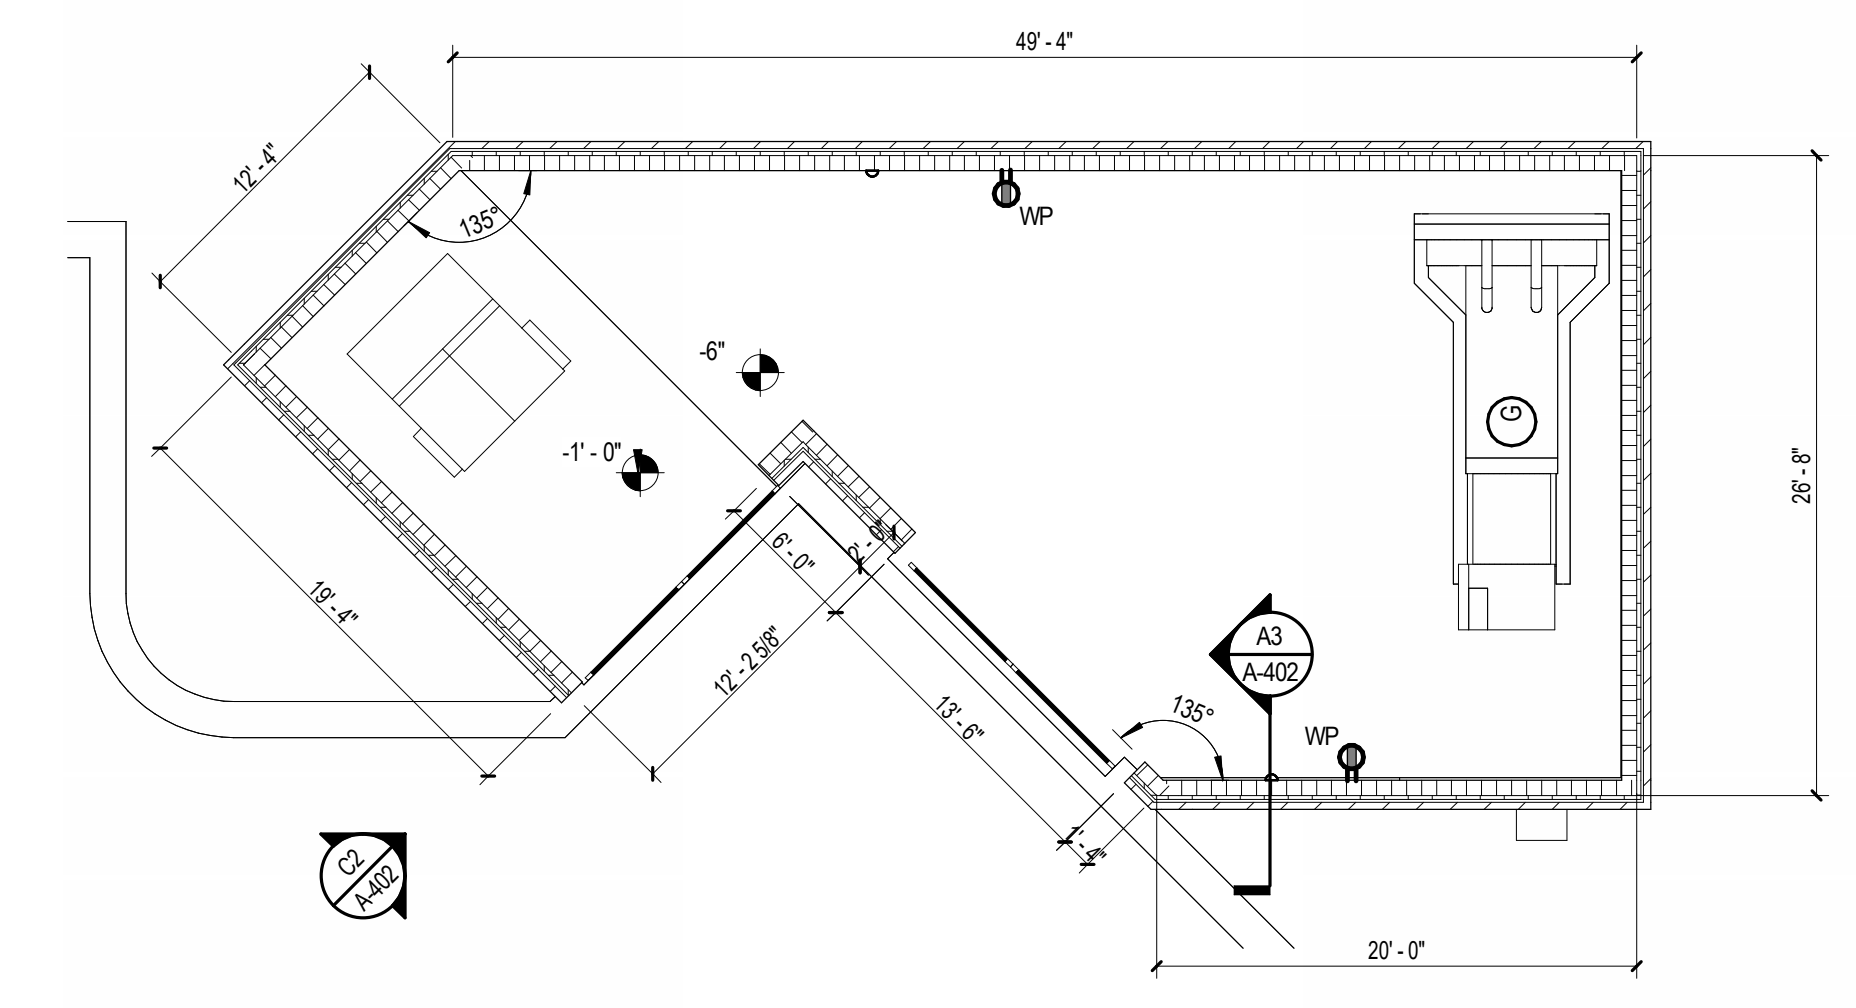 49' - 4"
12' - 4"
135°
WP
-6"
G
-1' - 0"
26' - 8"
6' - 0"
2' - 0"
19' - 4"
12' - 2 5/8"
A3
A-402
13' - 6"
135°
WP
1' - 4"
C2
A-402
20' - 0"